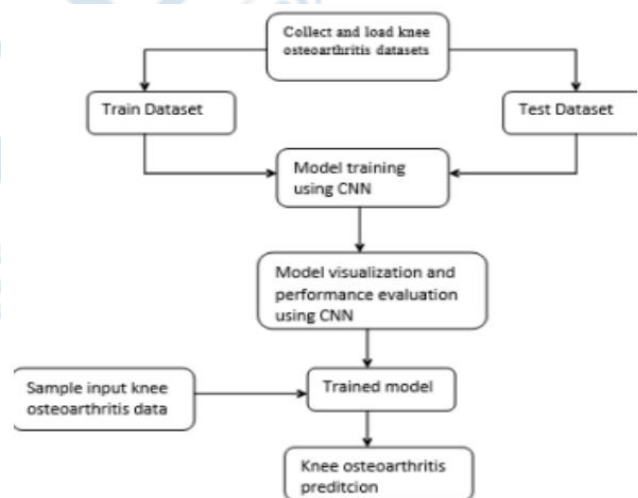 Collect and load knee
osteoarthritis datasets
Train Dataset
Test Dataset
Model training
using CNN
Model visualization and
performance evaluation
using CNN
Sample input knee
osteoarthritis data
Trained model
Knee osteoarthritis
preditcion